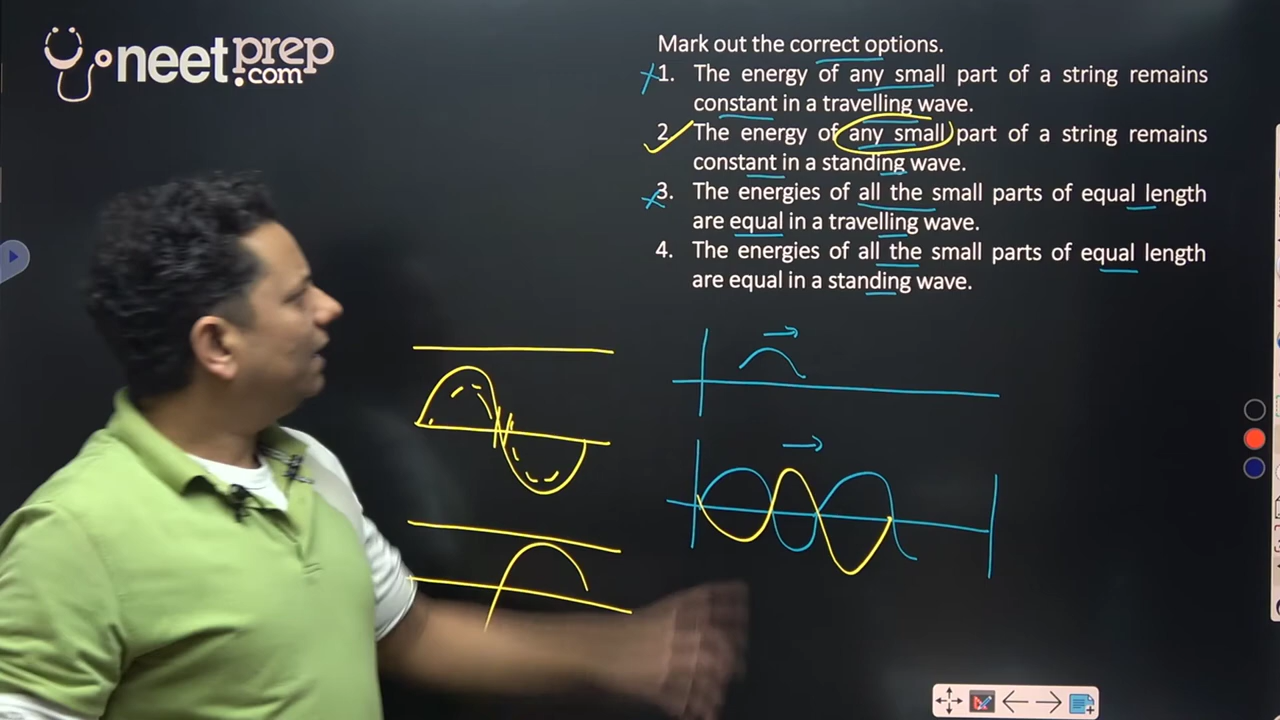 neetprep
.com
Mark out the correct options.
1. The energy of any small part of a string remains
constant in a travelling wave.
2. The energy of any small part of a string remains
constant in a standing wave.
3. The energies of all the small parts of equal length
are equal in a travelling wave.
4. The energies of all the small parts of equal length
are equal in a standing wave.